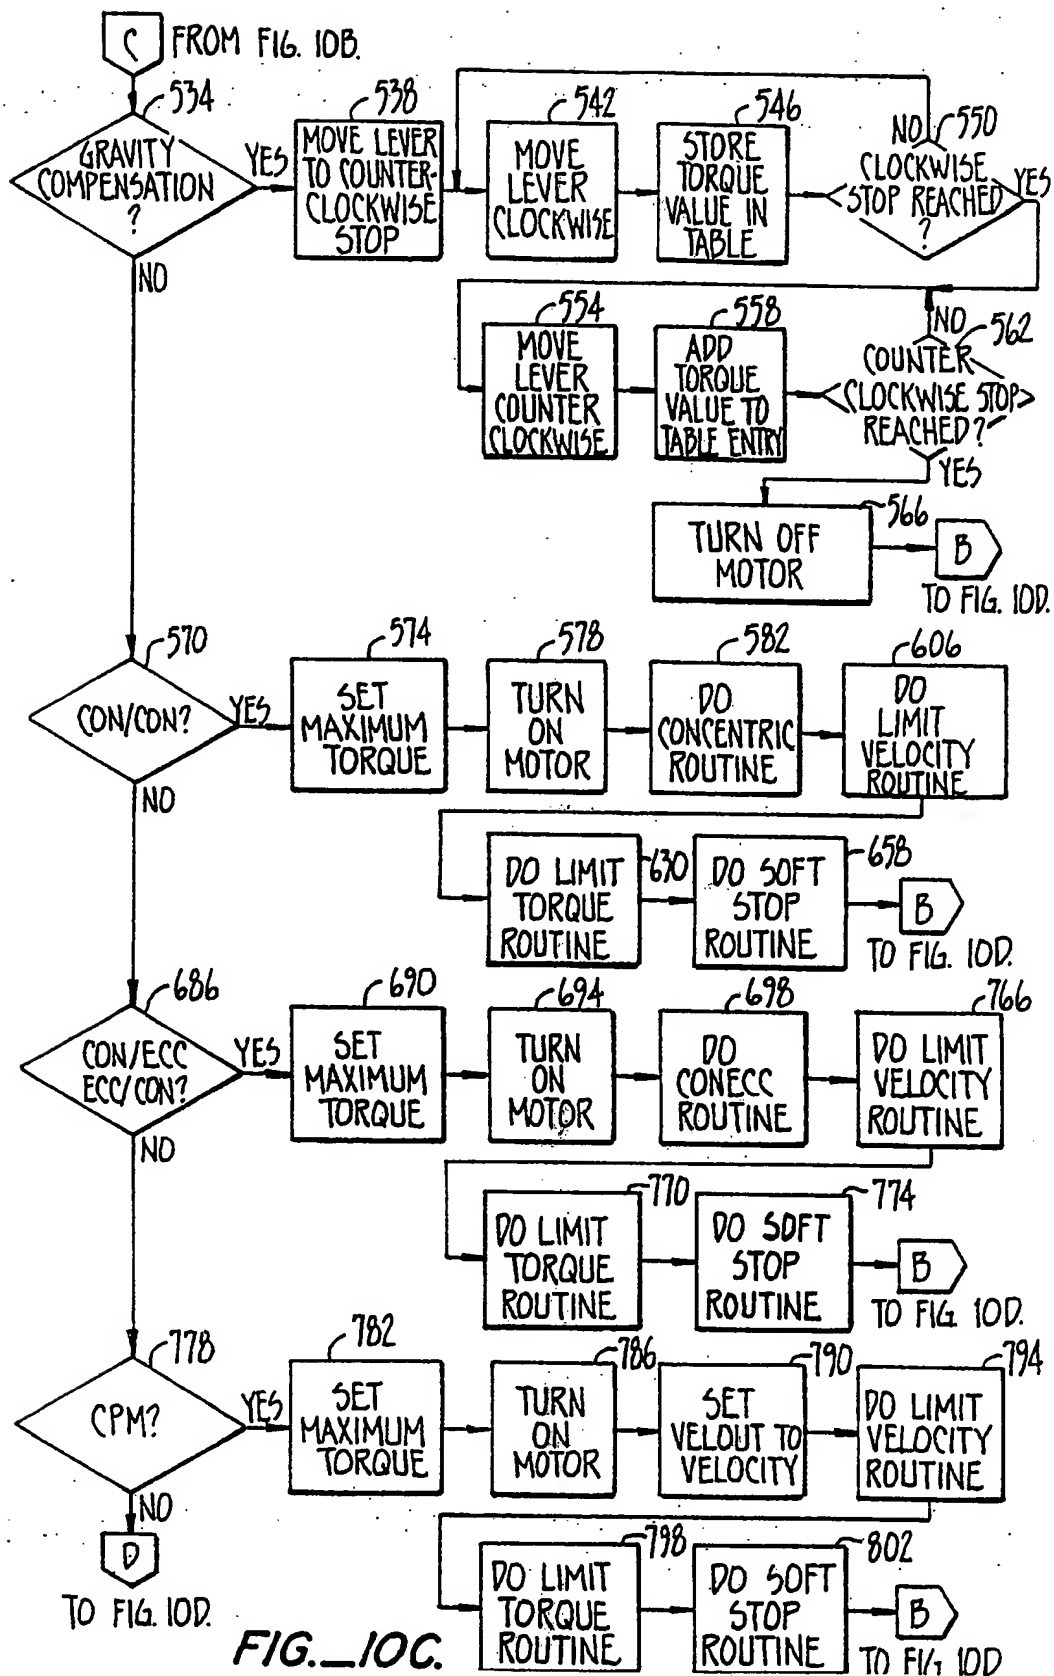 C FROM FIG. 10B.
534
GRAVITY
COMPENSATION
?
YES
NO
538
MOVE LEVER
TO COUNTER-
CLOCKWISE
STOP
542
MOVE
LEVER
CLOCKWISE
546
STORE
TORQUE
VALUE IN
TABLE
NO 550
CLOCKWISE
STOP REACHED
?
YES
554
MOVE
LEVER
COUNTER
CLOCKWISE
558
ADD
TORQUE
VALUE TO
TABLE ENTRY
NO 562
COUNTER
CLOCKWISE STOP
REACHED?
YES
566
TURN OFF
MOTOR
B
TO FIG. 10D.
570
CON/CON?
YES
NO
574
SET
MAXIMUM
TORQUE
578
TURN
ON
MOTOR
582
DO
CONCENTRIC
ROUTINE
606
DO
LIMIT
VELOCITY
ROUTINE
630
DO LIMIT
TORQUE
ROUTINE
658
DO SOFT
STOP
ROUTINE
B
TO FIG. 10D.
686
CON/ECC
ECC/CON?
YES
NO
690
SET
MAXIMUM
TORQUE
694
TURN
ON
MOTOR
698
DO
CONECC
ROUTINE
766
DO LIMIT
VELOCITY
ROUTINE
770
DO LIMIT
TORQUE
ROUTINE
774
DO SOFT
STOP
ROUTINE
B
TO FIG. 10D.
778
CPM?
YES
NO
782
SET
MAXIMUM
TORQUE
786
TURN
ON
MOTOR
790
SET
VELOUT TO
VELOCITY
794
DO LIMIT
VELOCITY
ROUTINE
798
DO LIMIT
TORQUE
ROUTINE
802
DO SOFT
STOP
ROUTINE
B
TO FIG. 10D
D
TO FIG. 10D.
FIG._10C.